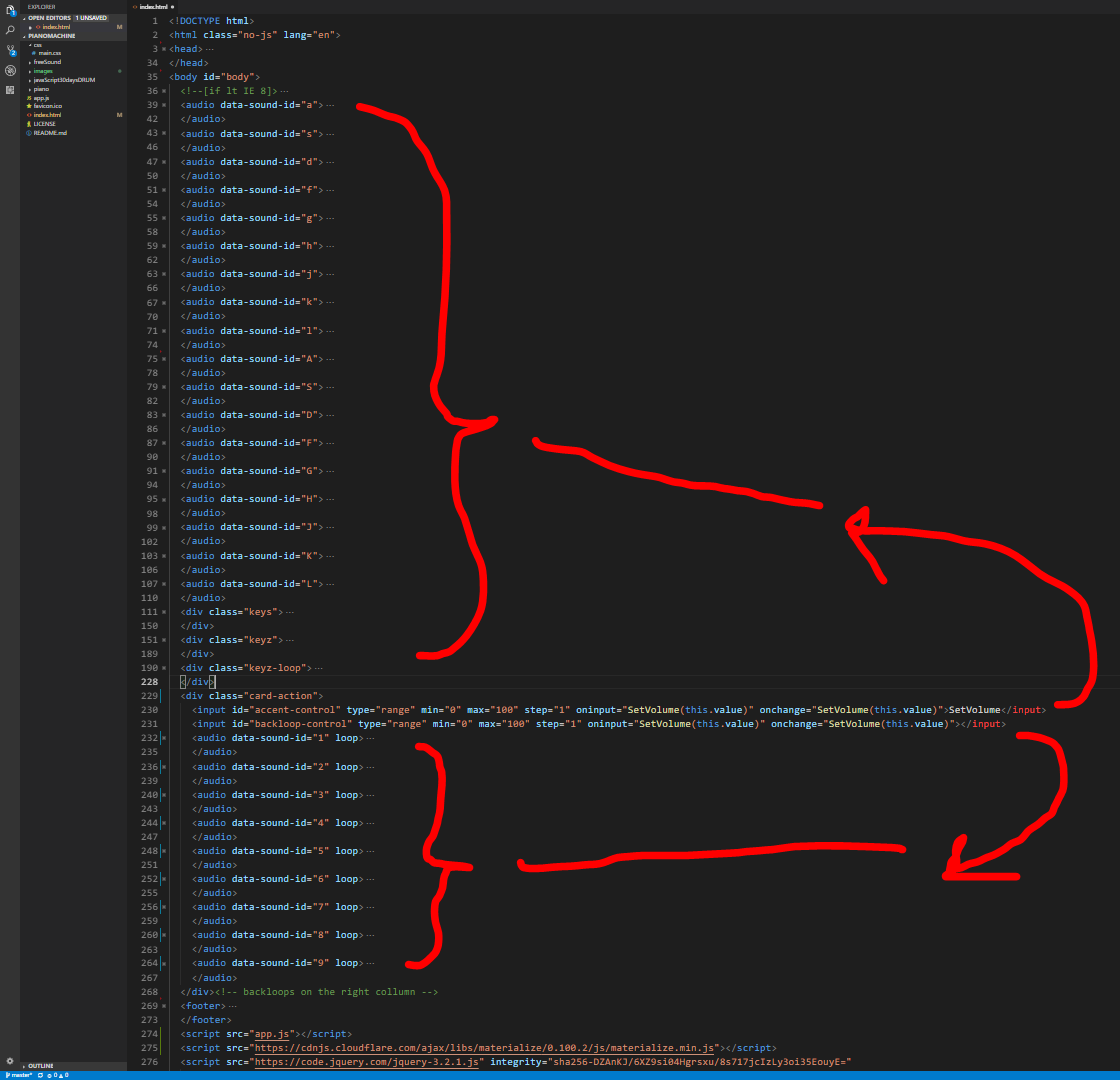 EXPLORER
OPEN EDITORS 1 UNSAVED
index.html M
PIANOMACHINE
css
main.css
freeSound
images
javaScript30daysDRUM
piano
app.js
favicon.ico
index.html M
LICENSE
README.md
OUTLINE
index.html
1 <!DOCTYPE html>
2 <html class="no-js" lang="en">
3 <head>…
34 </head>
35 <body id="body">
36 <!--[if lt IE 8]>…
39 <audio data-sound-id="a">…
42 </audio>
43 <audio data-sound-id="s">…
46 </audio>
47 <audio data-sound-id="d">…
50 </audio>
51 <audio data-sound-id="f">…
54 </audio>
55 <audio data-sound-id="g">…
58 </audio>
59 <audio data-sound-id="h">…
62 </audio>
63 <audio data-sound-id="j">…
66 </audio>
67 <audio data-sound-id="k">…
70 </audio>
71 <audio data-sound-id="l">…
74 </audio>
75 <audio data-sound-id="A">…
78 </audio>
79 <audio data-sound-id="S">…
82 </audio>
83 <audio data-sound-id="D">…
86 </audio>
87 <audio data-sound-id="F">…
90 </audio>
91 <audio data-sound-id="G">…
94 </audio>
95 <audio data-sound-id="H">…
98 </audio>
99 <audio data-sound-id="J">…
102 </audio>
103 <audio data-sound-id="K">…
106 </audio>
107 <audio data-sound-id="L">…
110 </audio>
111 <div class="keys">…
150 </div>
151 <div class="keyz">…
189 </div>
190 <div class="keyz-loop">…
228 </div>
229 <div class="card-action">
230 <input id="accent-control" type="range" min="0" max="100" step="1" oninput="SetVolume(this.value)" onchange="SetVolume(this.value)">SetVolume</input>
231 <input id="backloop-control" type="range" min="0" max="100" step="1" oninput="SetVolume(this.value)" onchange="SetVolume(this.value)"></input>
232 <audio data-sound-id="1" loop>…
235 </audio>
236 <audio data-sound-id="2" loop>…
239 </audio>
240 <audio data-sound-id="3" loop>…
243 </audio>
244 <audio data-sound-id="4" loop>…
247 </audio>
248 <audio data-sound-id="5" loop>…
251 </audio>
252 <audio data-sound-id="6" loop>…
255 </audio>
256 <audio data-sound-id="7" loop>…
259 </audio>
260 <audio data-sound-id="8" loop>…
263 </audio>
264 <audio data-sound-id="9" loop>…
267 </audio>
268 </div><!-- backloops on the right collumn -->
269 <footer>…
273 </footer>
274 <script src="app.js"></script>
275 <script src="https://cdnjs.cloudflare.com/ajax/libs/materialize/0.100.2/js/materialize.min.js"></script>
276 <script src="https://code.jquery.com/jquery-3.2.1.js" integrity="sha256-DZAnKJ/6XZ9si04Hgrsxu/8s717jcIzLy3oi35EouyE="
master* 0 0